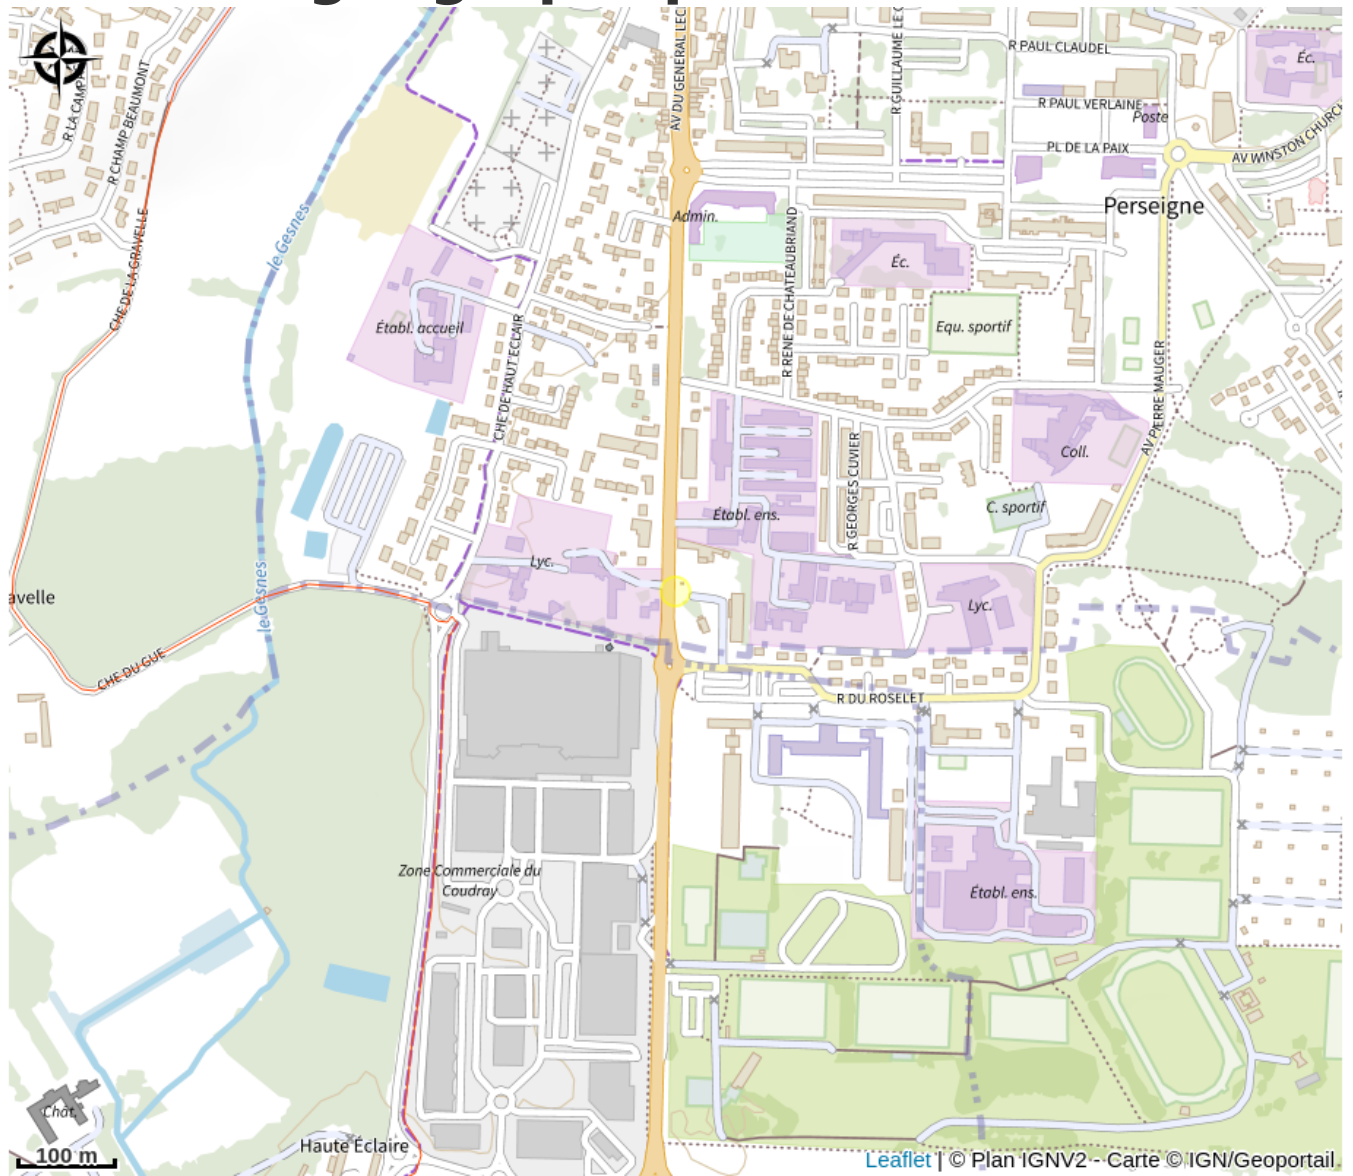 R PAUL CLAUDEL
Éc.
R LA CAMP
R CHAMP BEAUMONT
AV DU GENERAL LEC
R GUILLAUME LE C
R PAUL VERLAINE
Poste
PL DE LA PAIX
AV WINSTON CHURCH
Perseigne
Admin.
CHE DE LA GRAVELLE
le Gesnes
R RENE DE CHATEAUBRIAND
Éc.
Établ. accueil
Equ. sportif
CHE DE HAUT ECLAIR
AV PIERRE MAUGER
Coll.
R GEORGES CUVIER
Établ. ens.
C. sportif
Lyc.
le Gesnes
avelle
Lyc.
CHE DU GUE
R DU ROSELET
Zone Commerciale du
Coudray
Établ. ens.
Chât.
Haute Éclaire
100 m
Leaflet | © Plan IGNV2 - Carte © IGN/Geoportail